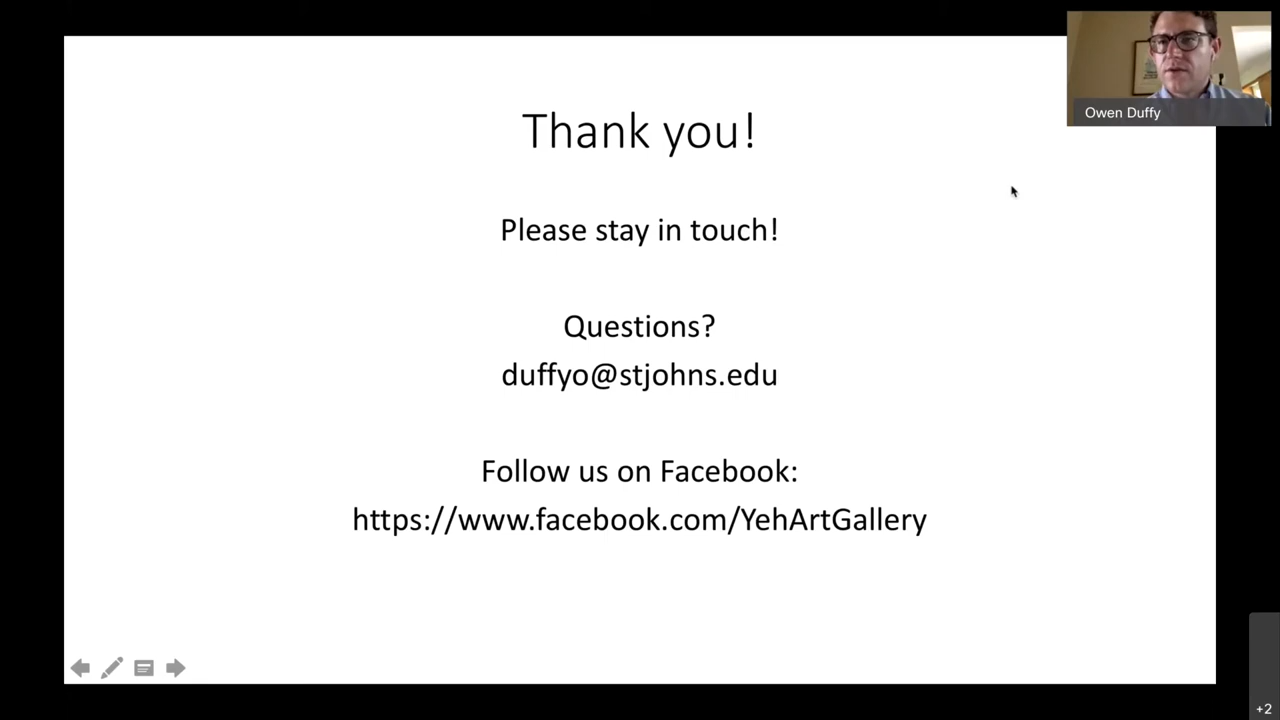 Thank you!
Please stay in touch!
Questions?
duffyo@stjohns.edu
Follow us on Facebook:
https://www.facebook.com/YehArtGallery
Owen Duffy
+2